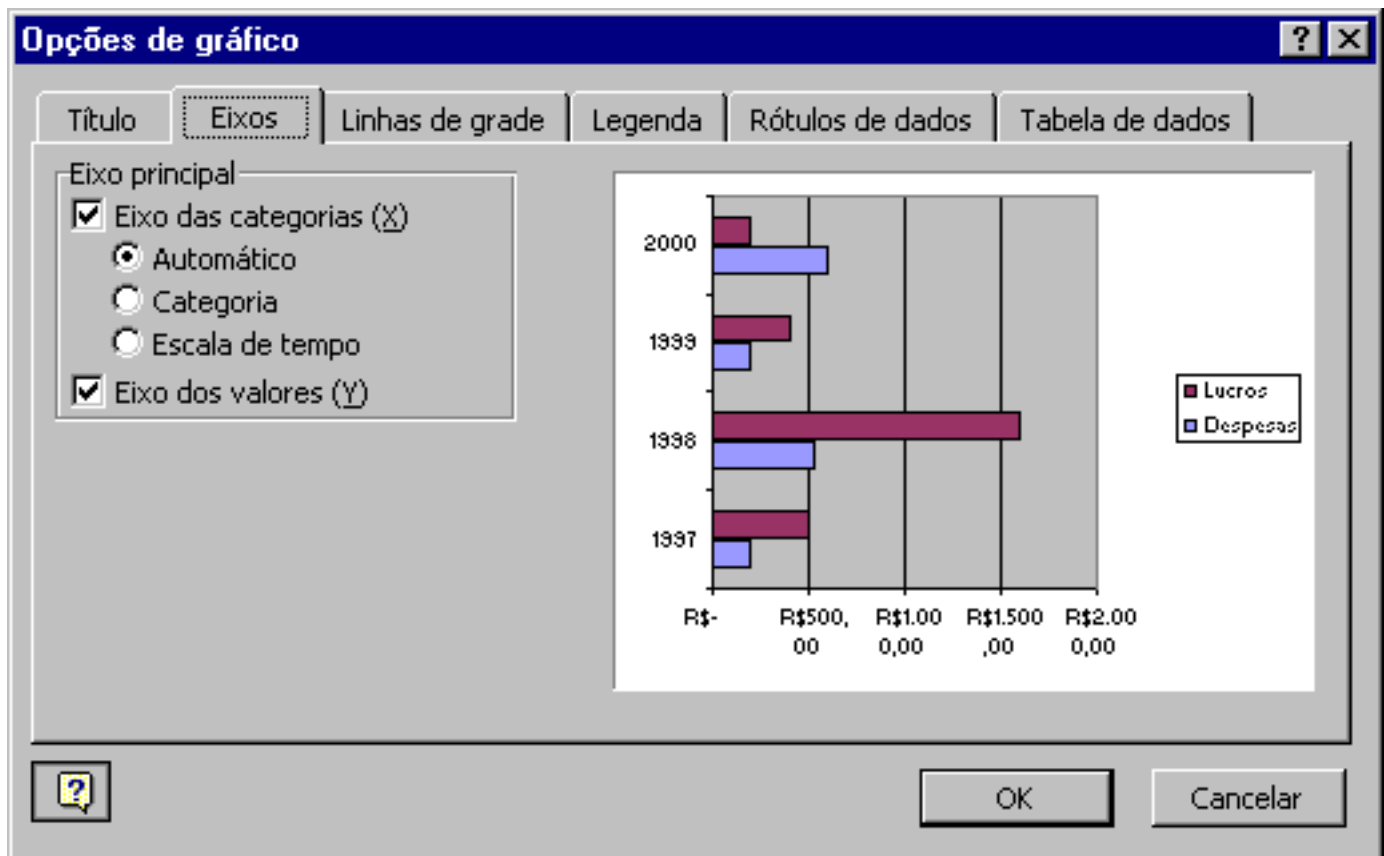 Opções de gráfico
Título Eixos Linhas de grade Legenda Rótulos de dados Tabela de dados
Eixo principal
Eixo das categorias (X)
Automático
Categoria
Escala de tempo
Eixo dos valores (Y)
2000
1999
1998
1997
R$- R$500, R$1.00 R$1.500 R$2.00
00 0,00 ,00 0,00
Lucros
Despesas
OK Cancelar